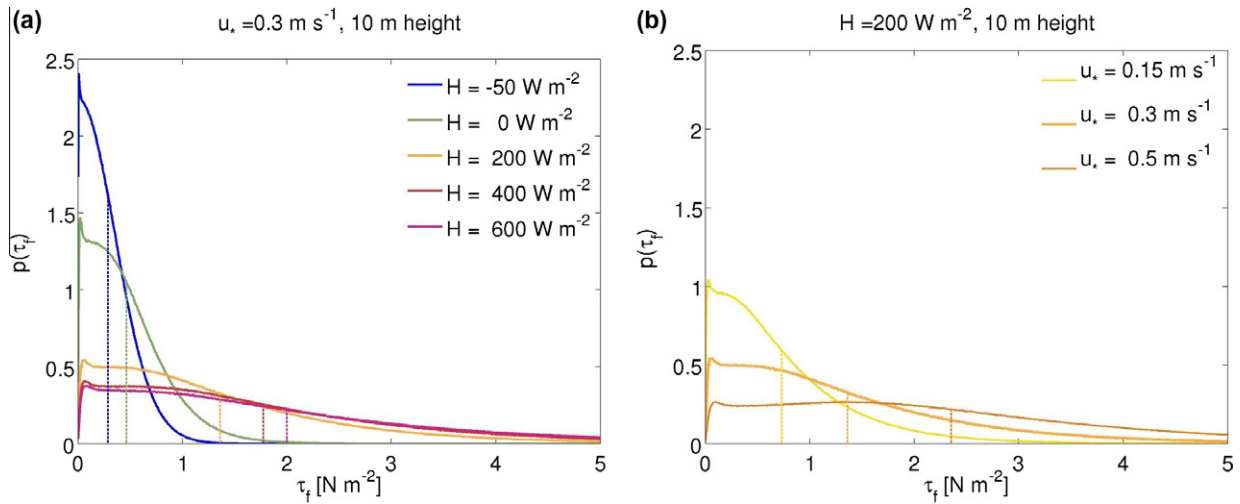 (a)
u* =0.3 m s-1, 10 m height
2.5
2
1.5
1
0.5
0
p(τf)
H = -50 W m-2
H = 0 W m-2
H = 200 W m-2
H = 400 W m-2
H = 600 W m-2
0 1 2 3 4 5
τf [N m-2]
(b)
H =200 W m-2, 10 m height
2.5
2
1.5
1
0.5
0
p(τf)
u* = 0.15 m s-1
u* = 0.3 m s-1
u* = 0.5 m s-1
0 1 2 3 4 5
τf [N m-2]